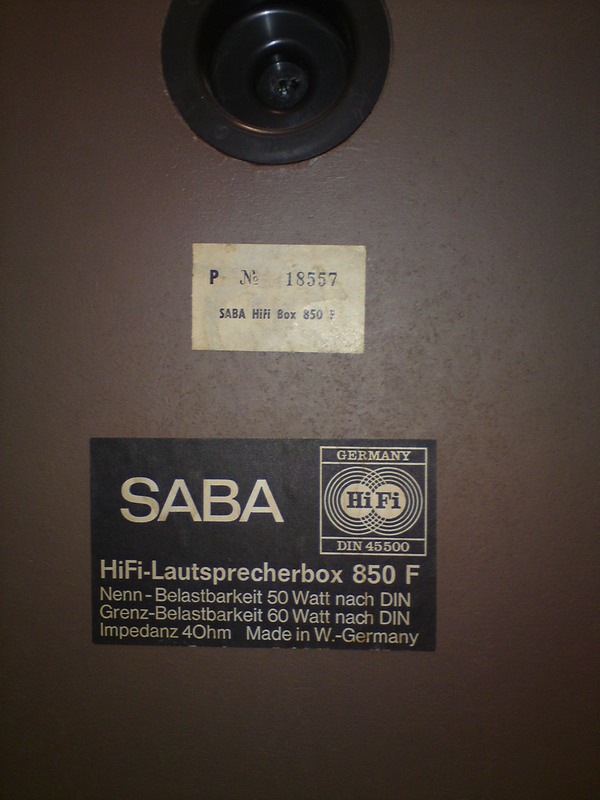 P № 18557
SABA Hifi Box 850 F
SABA
GERMANY
HiFi
DIN 45500
HiFi-Lautsprecherbox 850 F
Nenn-Belastbarkeit 50 Watt nach DIN
Grenz-Belastbarkeit 60 Watt nach DIN
Impedanz 4Ohm Made in W.-Germany